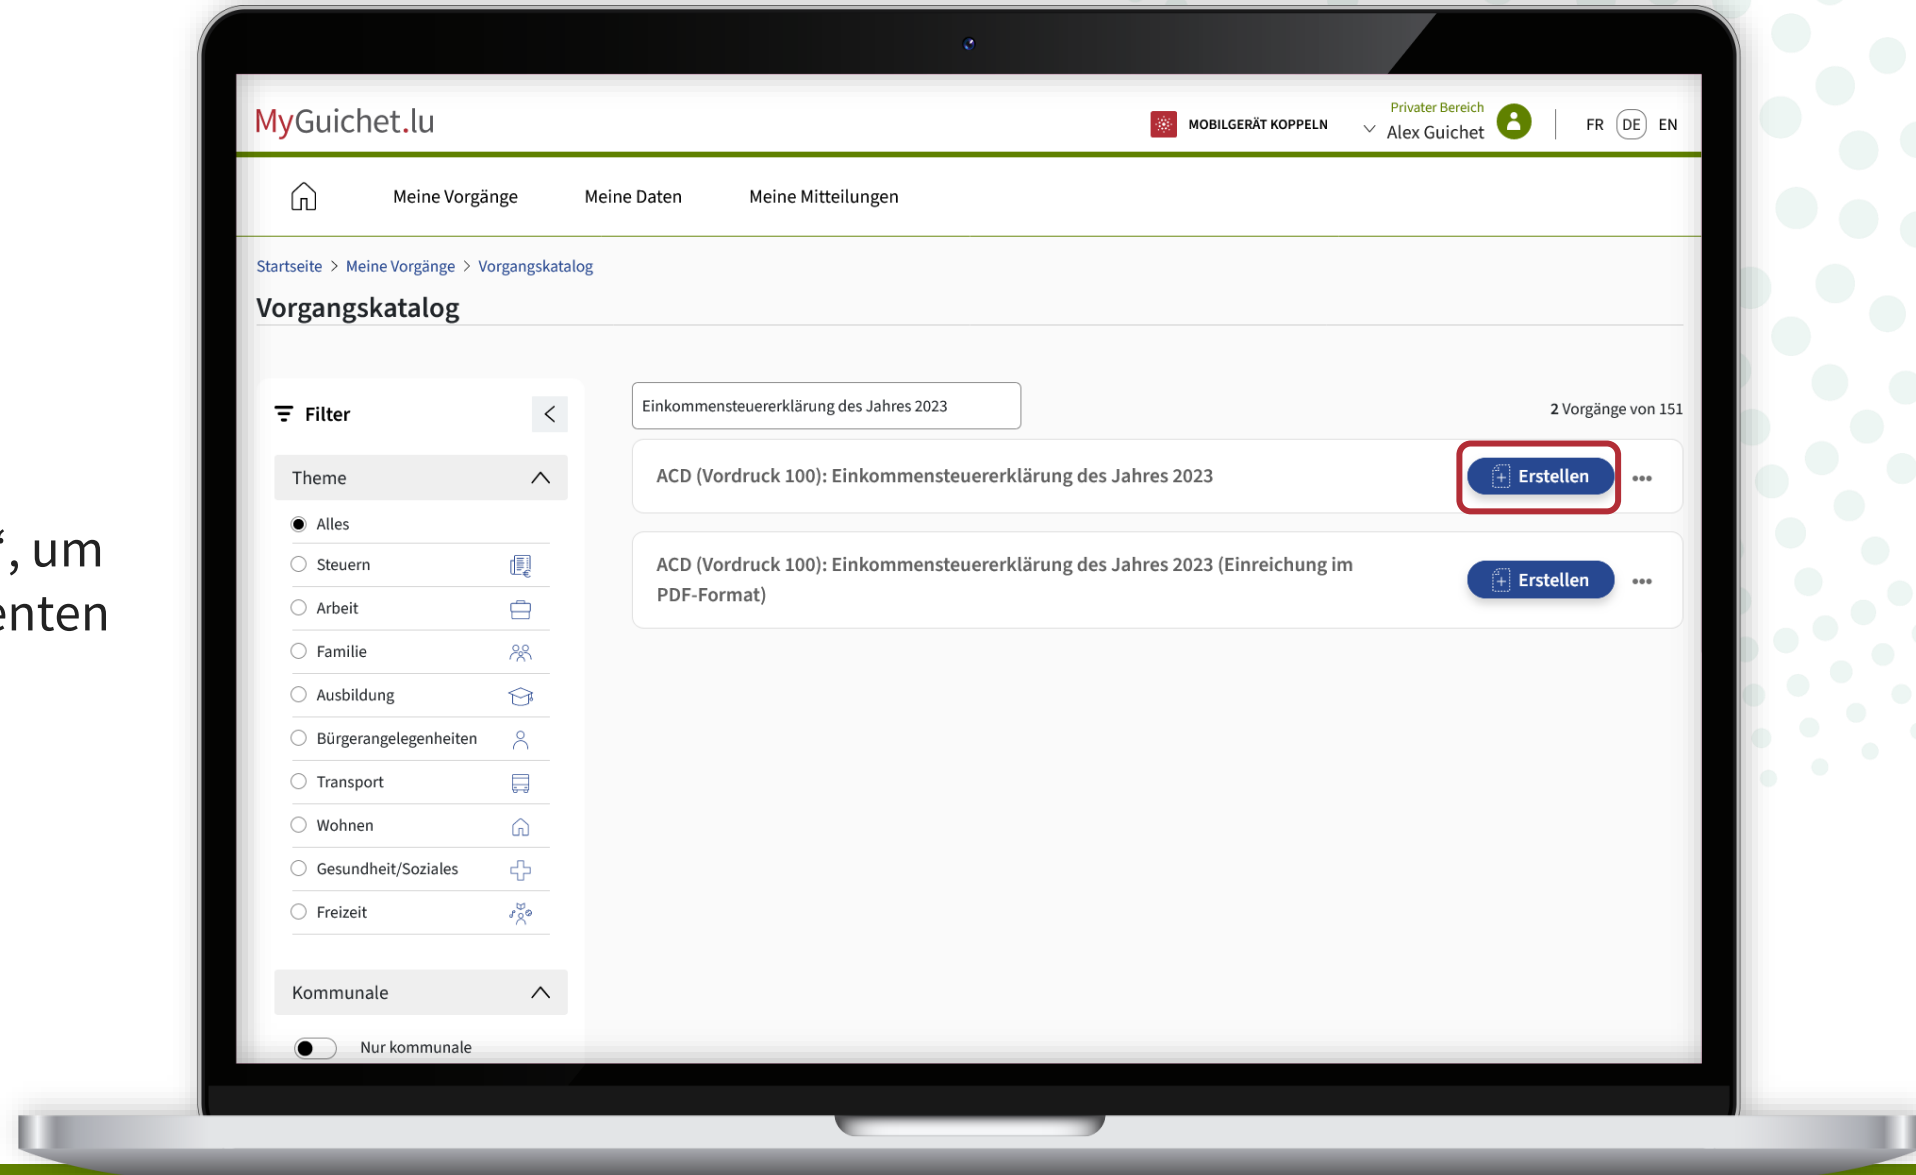 “, um
enten
MyGuichet.lu
MOBILGERÄT KOPPELN
Privater Bereich
Alex Guichet
FR DE EN
Meine Vorgänge Meine Daten Meine Mitteilungen
Startseite > Meine Vorgänge > Vorgangskatalog
Vorgangskatalog
Filter
Theme
Alles
Steuern
Arbeit
Familie
Ausbildung
Bürgerangelegenheiten
Transport
Wohnen
Gesundheit/Soziales
Freizeit
Kommunale
Nur kommunale
Einkommensteuererklärung des Jahres 2023
2 Vorgänge von 151
ACD (Vordruck 100): Einkommensteuererklärung des Jahres 2023
Erstellen
ACD (Vordruck 100): Einkommensteuererklärung des Jahres 2023 (Einreichung im
PDF-Format)
Erstellen